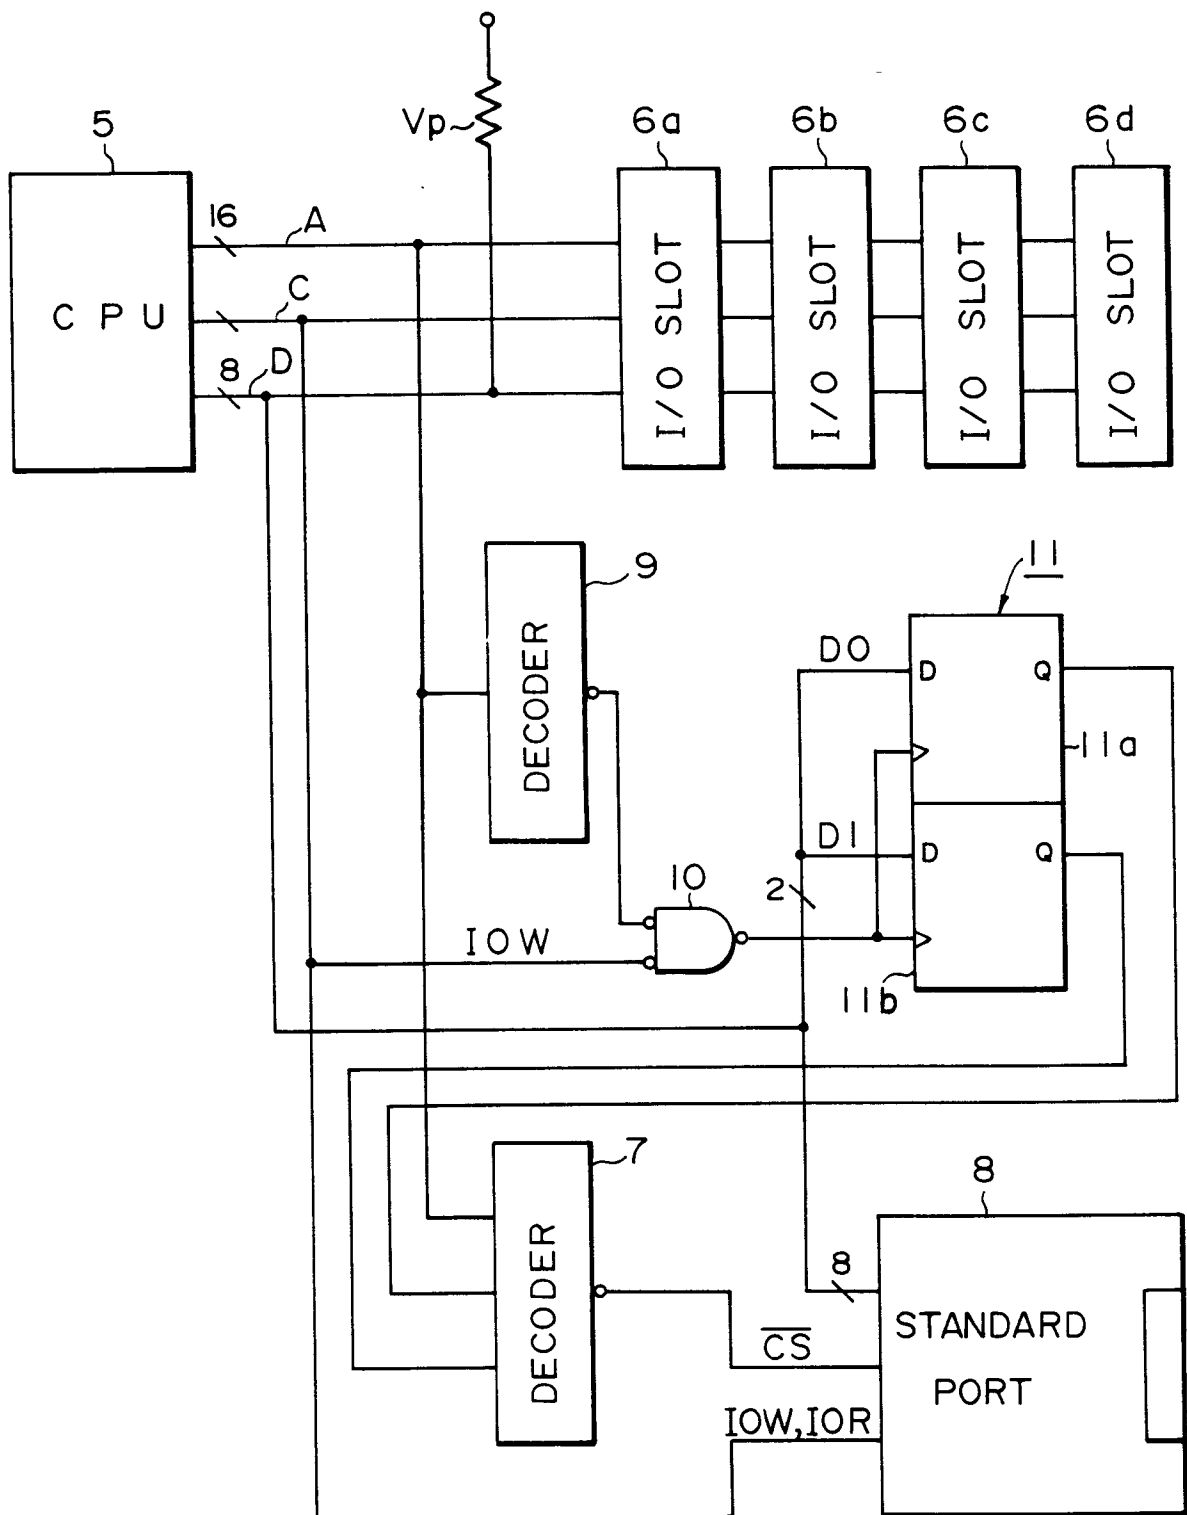 5
Vp
6a
6b
6c
6d
16
A
C
8
D
CPU
I/O SLOT
I/O SLOT
I/O SLOT
I/O SLOT
9
DECODER
11
D0
D
Q
11a
D1
D
Q
2
10
IOW
11b
7
DECODER
8
8
CS
STANDARD
PORT
IOW,IOR